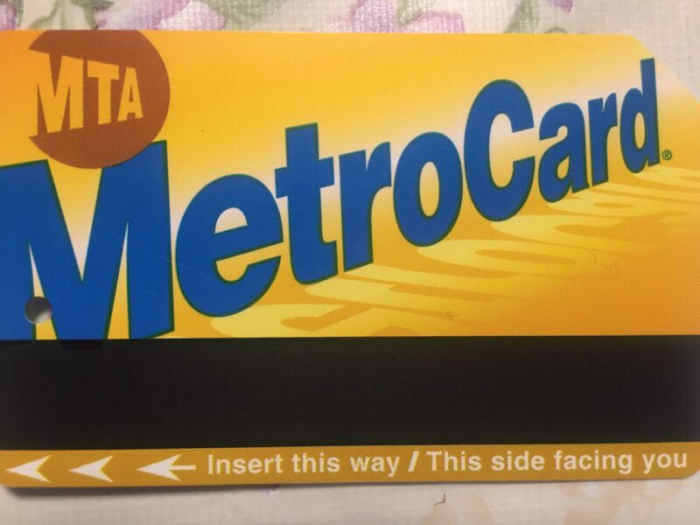 MTA
MetroCard®
Insert this way / This side facing you